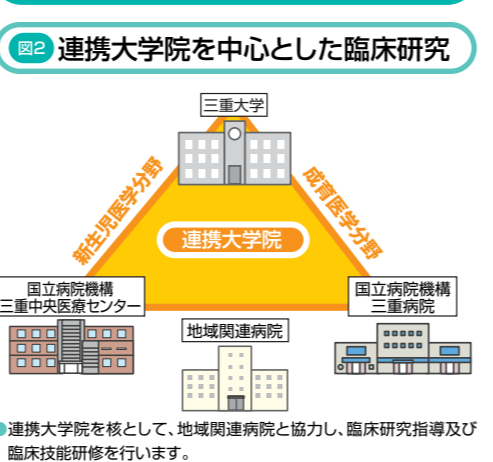 図2 連携大学院を中心とした臨床研究
三重大学
新生児医学分野
成育医学分野
連携大学院
国立病院機構
三重中央医療センター
国立病院機構
三重病院
地域関連病院
●連携大学院を核として、地域関連病院と協力し、臨床研究指導及び
臨床技能研修を行います。